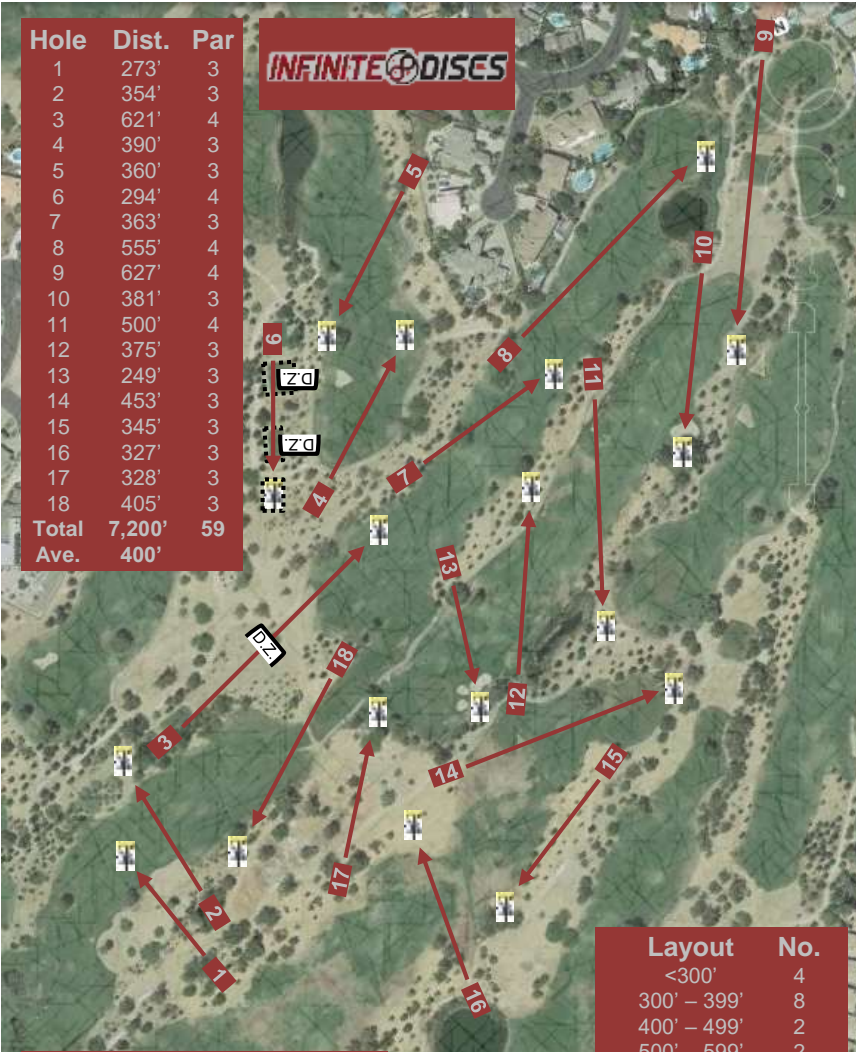 Hole Dist. Par
1 273' 3
2 354' 3
3 621' 4
4 390' 3
5 360' 3
6 294' 4
7 363' 3
8 555' 4
9 627' 4
10 381' 3
11 500' 4
12 375' 3
13 249' 3
14 453' 3
15 345' 3
16 327' 3
17 328' 3
18 405' 3
Total 7,200' 59
Ave. 400'
INFINITE DISCS
9
5
10
6
8
11
D.Z.
D.Z.
7
4
13
D.Z.
18
12
3
14
15
17
2
1
16
Layout No.
<300' 4
300' – 399' 8
400' – 499' 2
500' – 599' 2